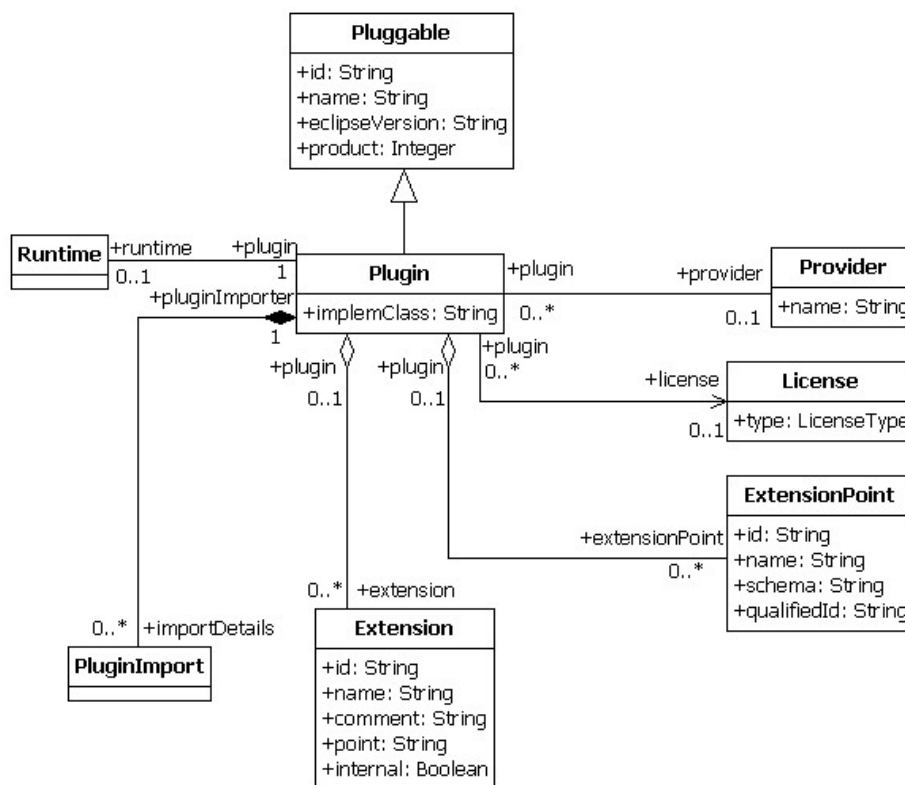 Pluggable
+id: String
+name: String
+eclipseVersion: String
+product: Integer
Runtime
+runtime
0..1
+plugin
1
Plugin
+implemClass: String
+plugin
0..*
+provider
0..1
Provider
+name: String
+pluginImporter
1
+plugin
0..1
+plugin
0..1
+plugin
0..*
+license
0..1
License
+type: LicenseType
ExtensionPoint
+id: String
+name: String
+schema: String
+qualifiedId: String
+extensionPoint
0..*
0..* +extension
Extension
+id: String
+name: String
+comment: String
+point: String
+internal: Boolean
0..* +importDetails
PluginImport